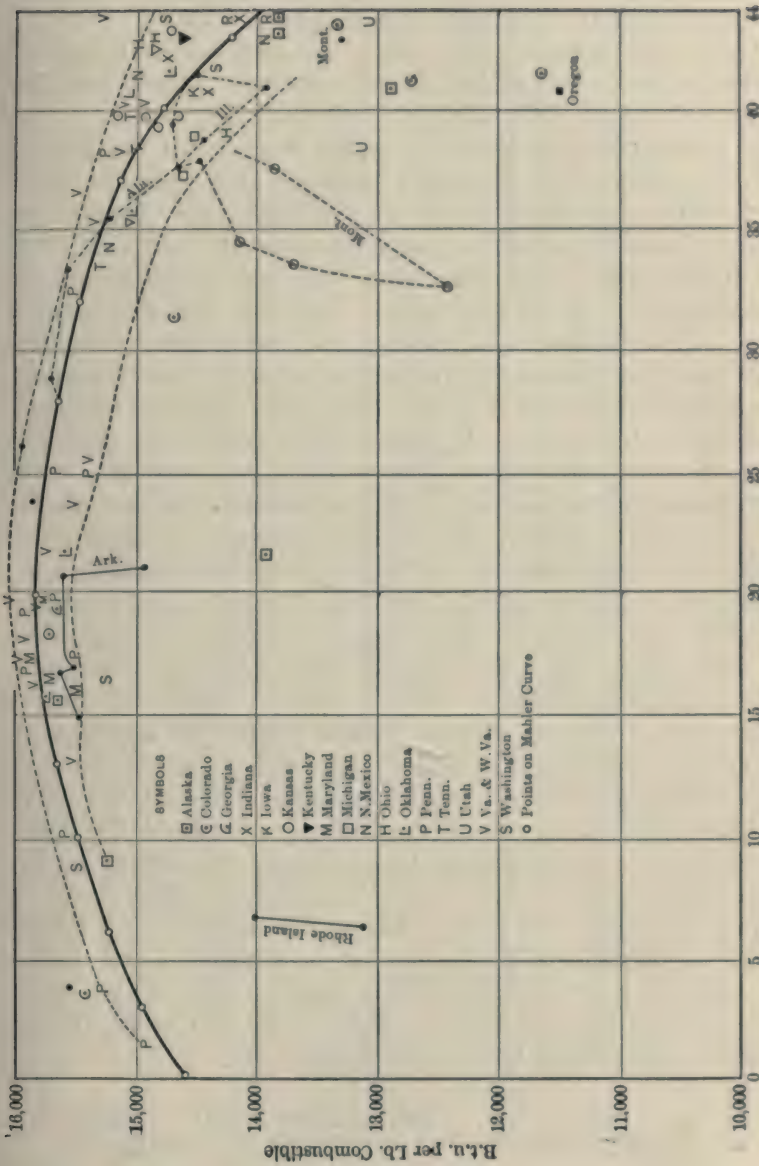 B.t.u. per Lb. Combustible
16,000
15,000
14,000
13,000
12,000
11,000
10,000
0
5
10
15
20
25
30
35
40
44
SYMBOLS
Alaska
Colorado
Georgia
X Indiana
K Iowa
Kansas
Kentucky
M Maryland
Michigan
N N.Mexico
H Ohio
Oklahoma
P Penn.
T Tenn.
U Utah
V Va. & W.Va.
S Washington
Points on Mahler Curve
Rhode Island
Ark.
Ala.
Ill.
Mont.
Mont.
Oregon